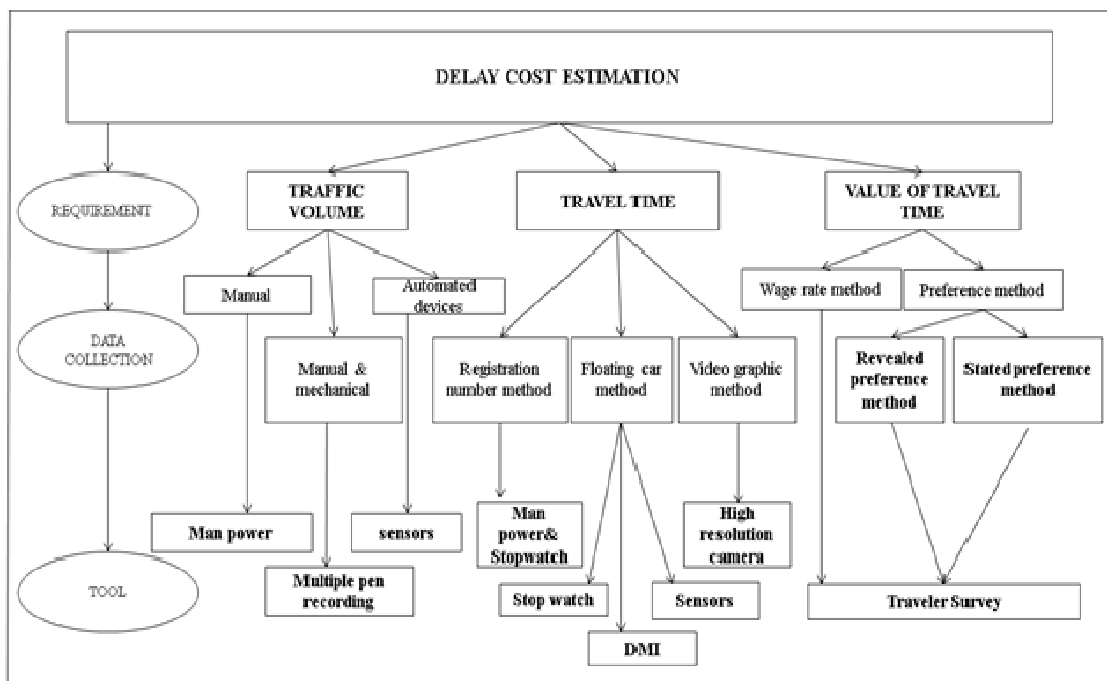 DELAY COST ESTIMATION
REQUIREMENT
TRAFFIC
VOLUME
TRAVEL TIME
VALUE OF TRAVEL
TIME
Manual
Automated
devices
Wage rate method
Preference method
DATA
COLLECTION
Manual &
mechanical
Registration
number method
Floating car
method
Video graphic
method
Revealed
preference
method
Stated preference
method
Man power
sensors
Man
power&
Stopwatch
High
resolution
camera
TOOL
Multiple pen
recording
Stop watch
Sensors
Traveler Survey
DMI